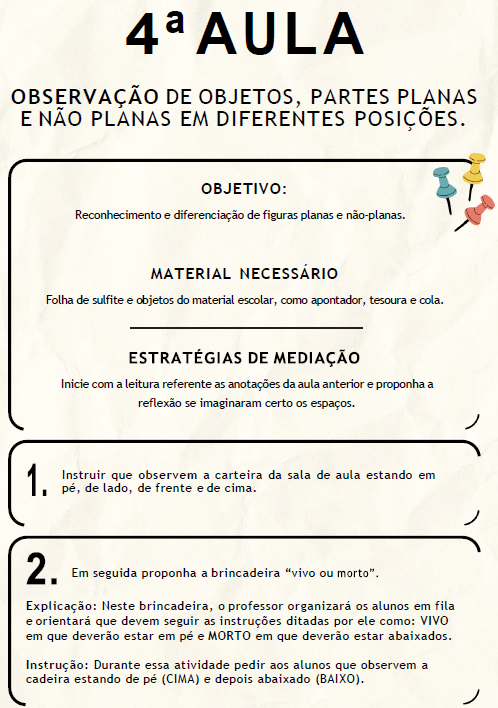 4ª AULA
OBSERVAÇÃO DE OBJETOS, PARTES PLANAS
E NÃO PLANAS EM DIFERENTES POSIÇÕES.
OBJETIVO:
Reconhecimento e diferenciação de figuras planas e não-planas.
MATERIAL NECESSÁRIO
Folha de sulfite e objetos do material escolar, como apontador, tesoura e cola.
ESTRATÉGIAS DE MEDIAÇÃO
Inicie com a leitura referente as anotações da aula anterior e proponha a
reflexão se imaginaram certo os espaços.
1. Instruir que observem a carteira da sala de aula estando em
pé, de lado, de frente e de cima.
2. Em seguida proponha a brincadeira “vivo ou morto”.
Explicação: Neste brincadeira, o professor organizará os alunos em fila
e orientará que devem seguir as instruções ditadas por ele como: VIVO
em que deverão estar em pé e MORTO em que deverão estar abaixados.
Instrução: Durante essa atividade pedir aos alunos que observem a
cadeira estando de pé (CIMA) e depois abaixado (BAIXO).